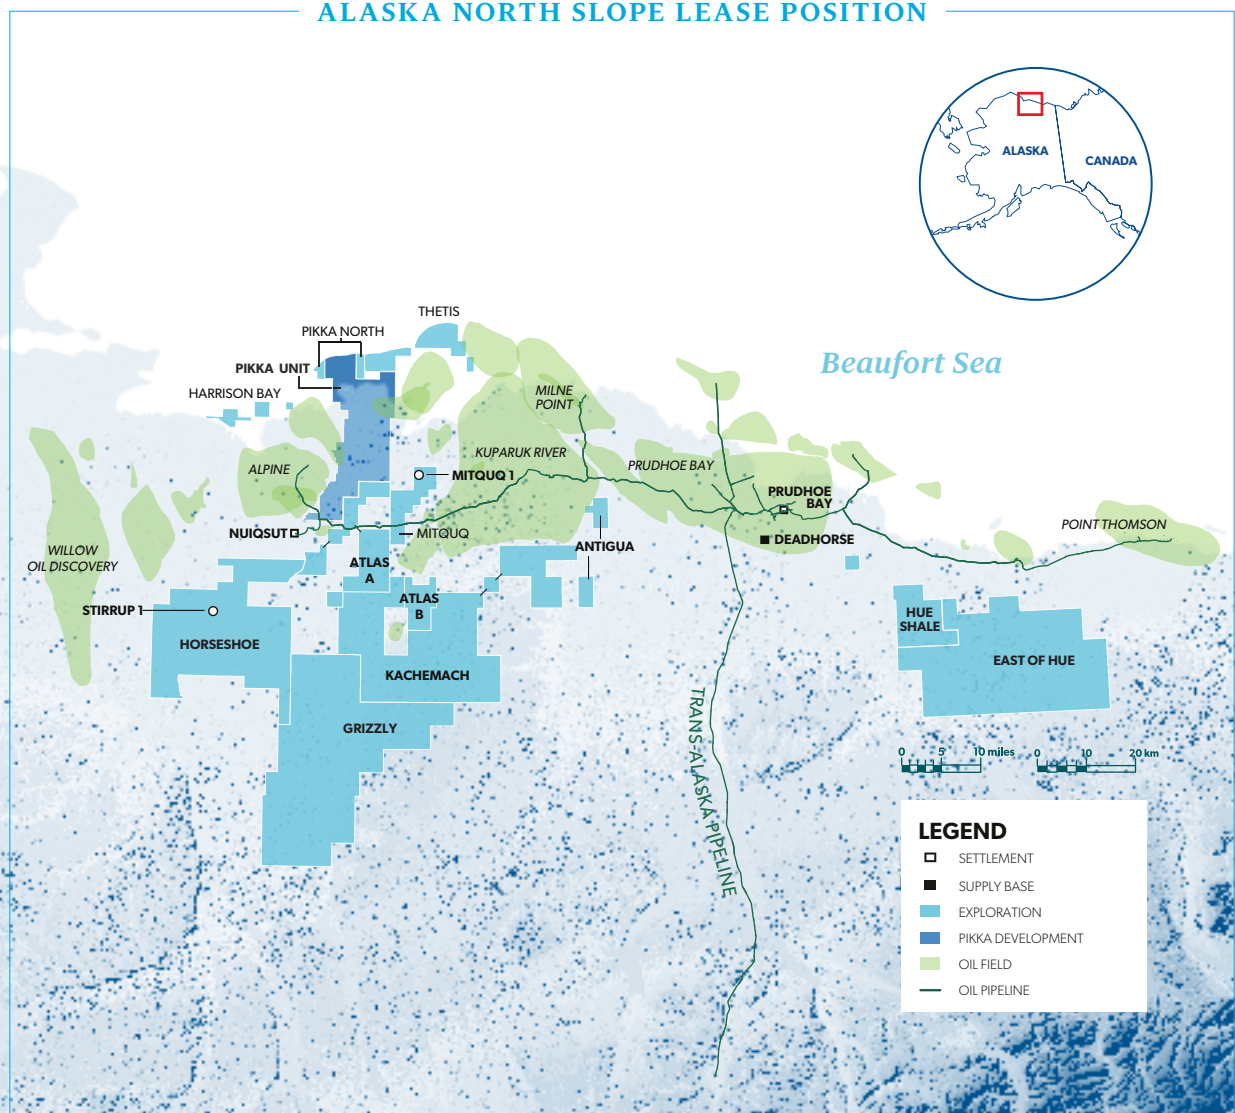 ALASKA NORTH SLOPE LEASE POSITION
ALASKA
CANADA
THETIS
PIKKA NORTH
PIKKA UNIT
HARRISON BAY
Beaufort Sea
MILNE
POINT
KUPARUK RIVER
ALPINE
MITQUQ 1
PRUDHOE BAY
PRUDHOE
BAY
NUIQSUT
MITQUQ
ANTIGUA
DEADHORSE
POINT THOMSON
WILLOW
OIL DISCOVERY
ATLAS
A
ATLAS
B
STIRRUP 1
HORSESHOE
HUE
SHALE
EAST OF HUE
KACHEMACH
GRIZZLY
TRANS-ALASKA PIPELINE
0 5 10 miles
0 10 20 km
LEGEND
SETTLEMENT
SUPPLY BASE
EXPLORATION
PIKKA DEVELOPMENT
OIL FIELD
OIL PIPELINE